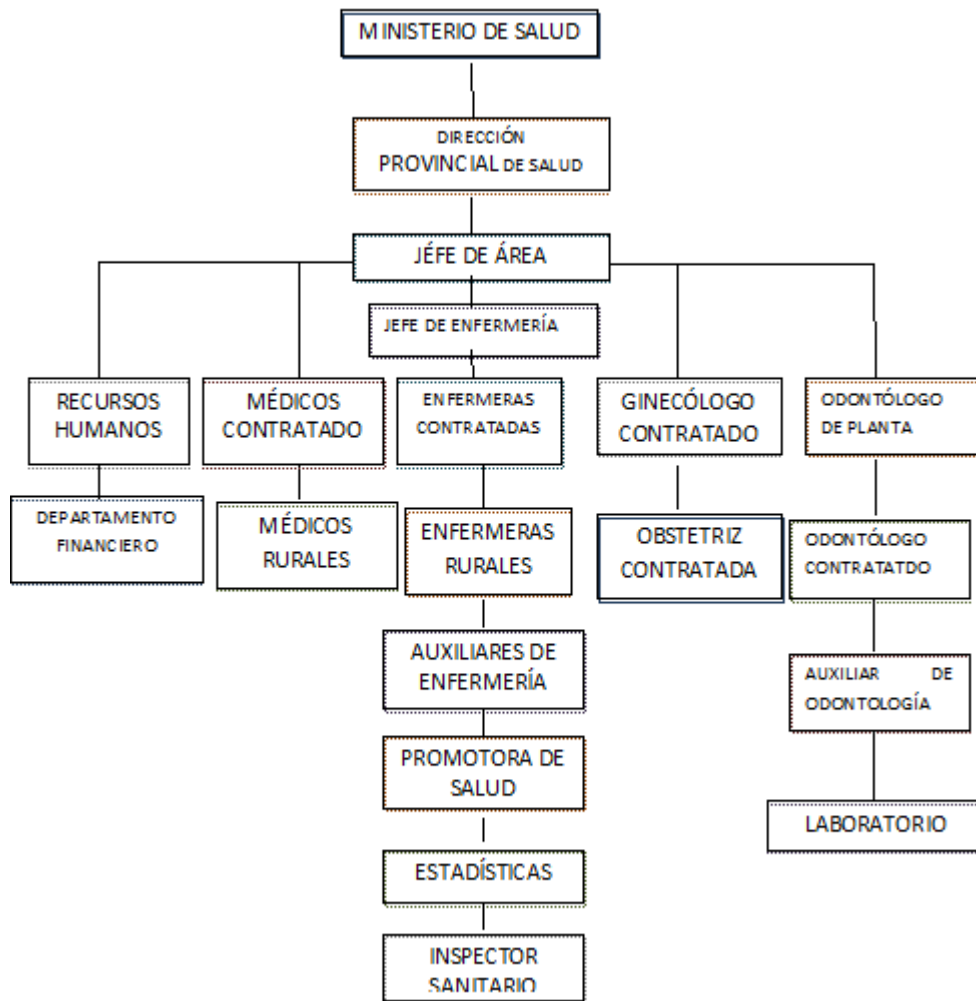 MINISTERIO DE SALUD
DIRECCIÓN
PROVINCIAL DE SALUD
JÉFE DE ÁREA
JEFE DE ENFERMERÍA
RECURSOS
HUMANOS
MÉDICOS
CONTRATADO
ENFERMERAS
CONTRATADAS
GINECÓLOGO
CONTRATADO
ODONTÓLOGO
DE PLANTA
DEPARTAMENTO
FINANCIERO
MÉDICOS
RURALES
ENFERMERAS
RURALES
OBSTETRIZ
CONTRATADA
ODONTÓLOGO
CONTRATATDO
AUXILIARES DE
ENFERMERÍA
AUXILIAR DE
ODONTOLOGÍA
PROMOTORA DE
SALUD
LABORATORIO
ESTADÍSTICAS
INSPECTOR
SANITARIO